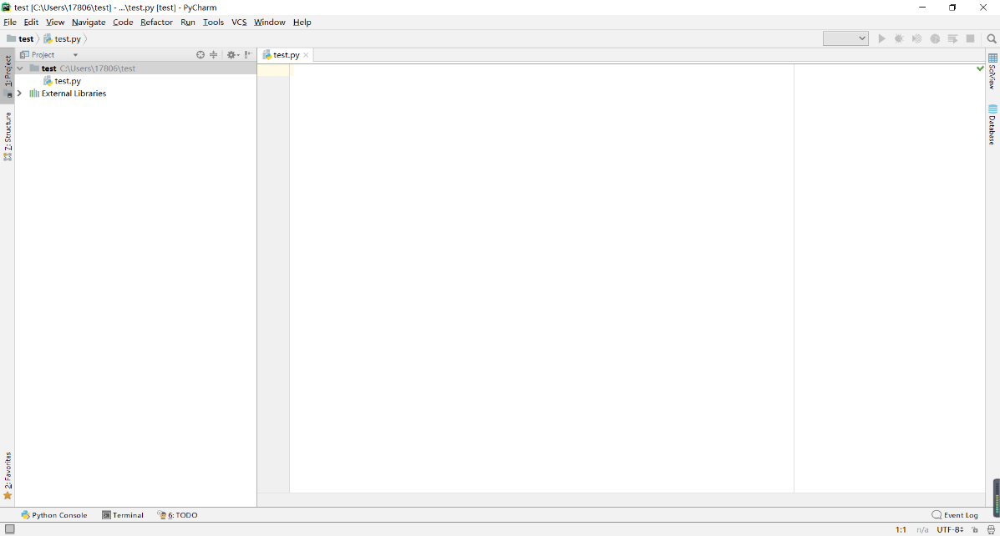 test [C:\Users\17806\test] - ...\test.py [test] - PyCharm
File Edit View Navigate Code Refactor Run Tools VCS Window Help
test test.py
Project
test.py
1: Project
test C:\Users\17806\test
test.py
External Libraries
Z: Structure
2: Favorites
SciView
Database
Python Console Terminal 6: TODO Event Log
1:1 n/a UTF-8